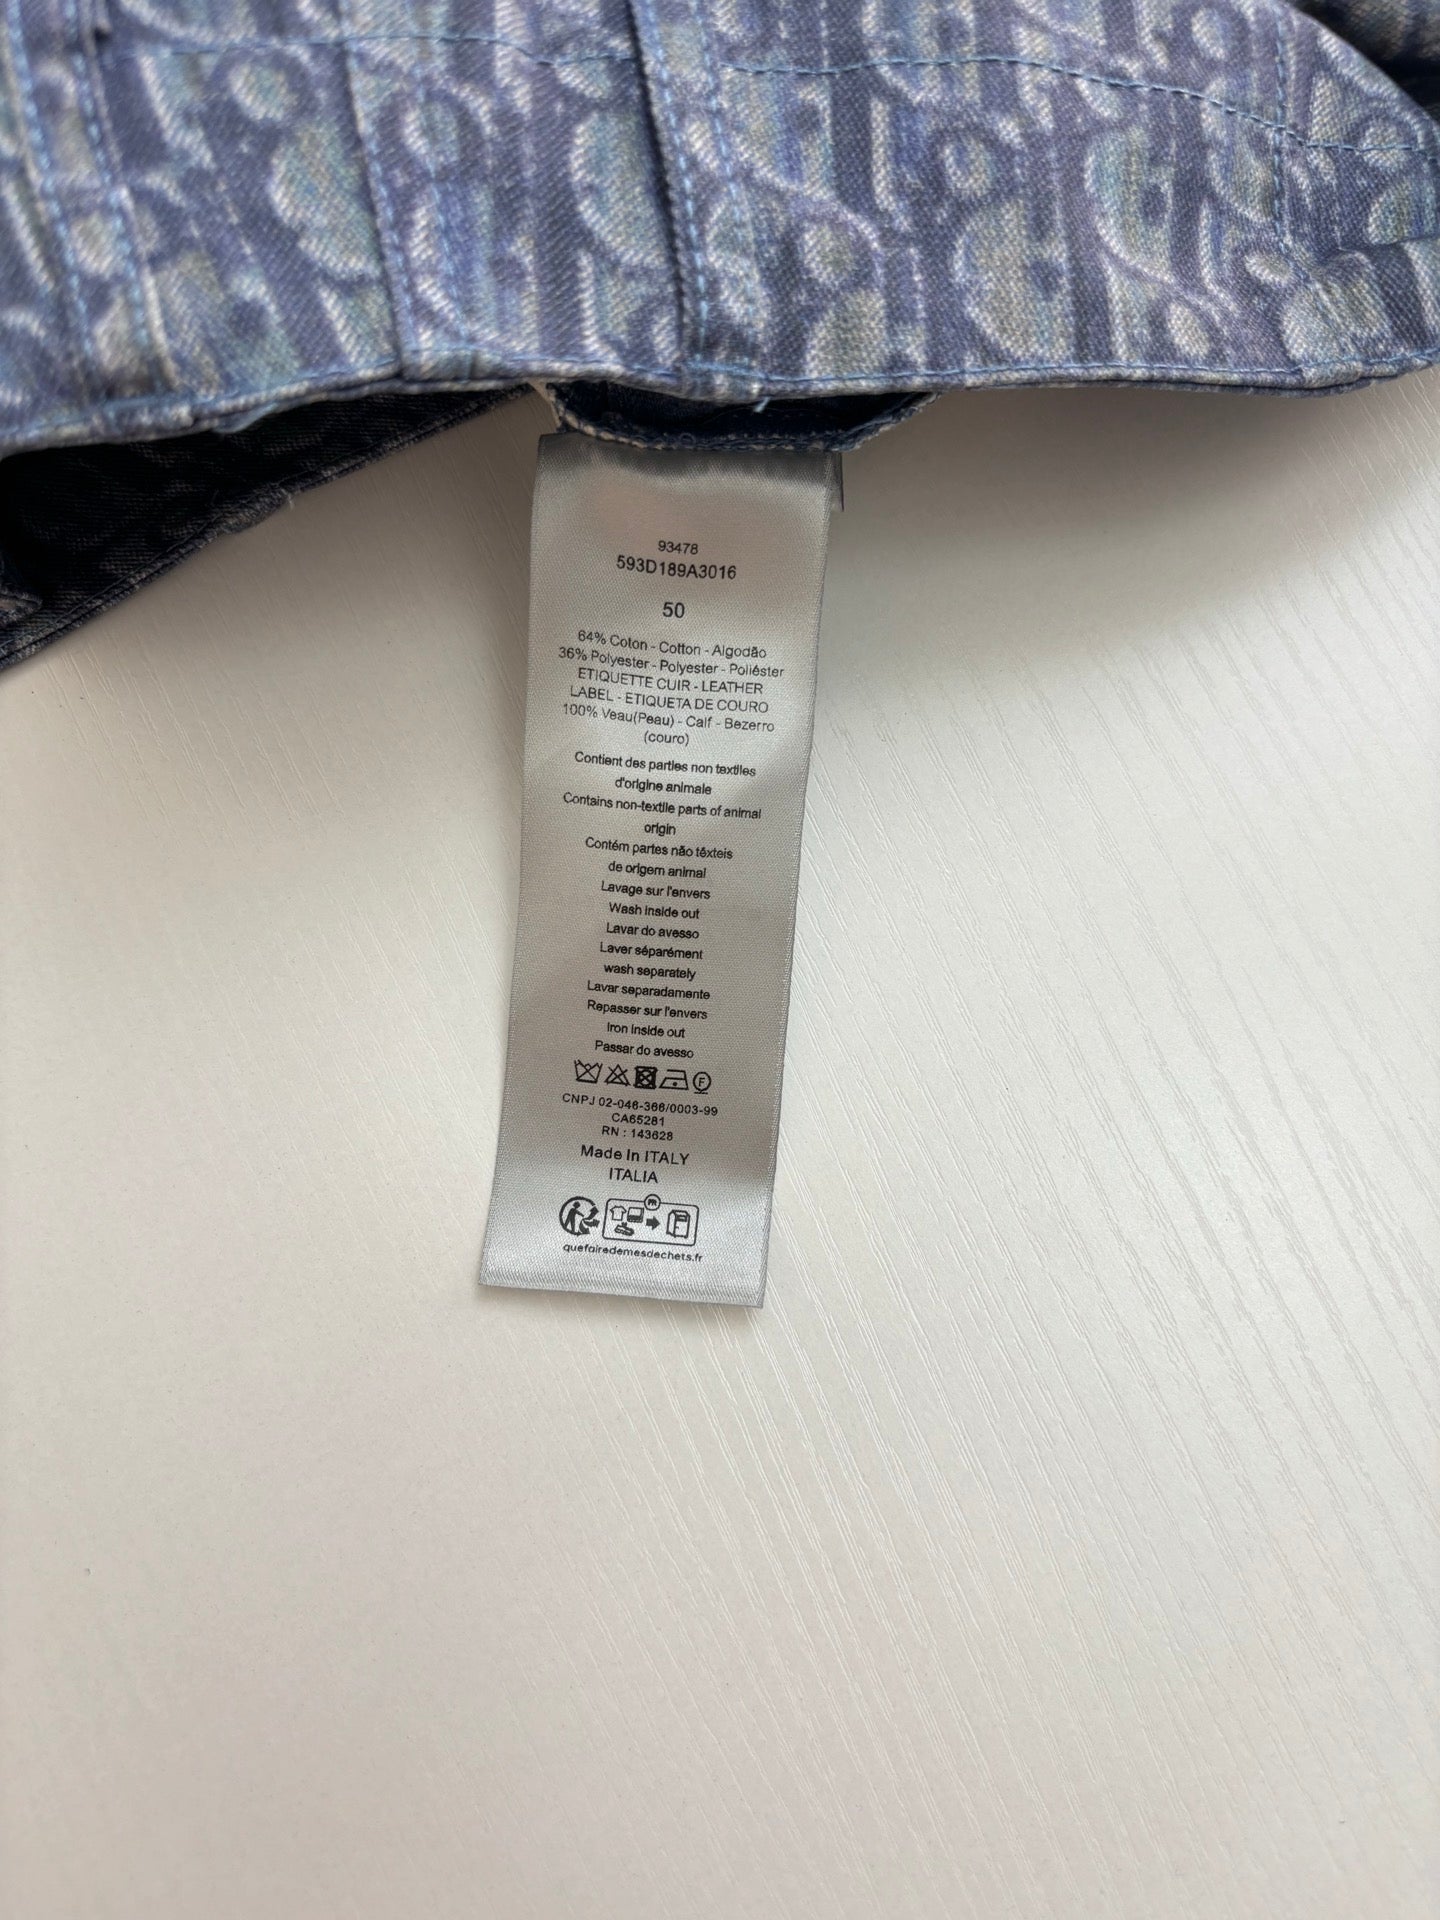 93478
593D189A3016
50
64% Coton - Cotton - Algodão
36% Polyester - Polyester - Poliéster
ETIQUETTE CUIR - LEATHER
LABEL - ETIQUETA DE COURO
100% Veau(Peau) - Calf - Bezerro
(couro)
Contient des parties non textiles
d'origine animale
Contains non-textile parts of animal
origin
Contém partes não têxteis
de origem animal
Lavage sur l'envers
Wash inside out
Lavar do avesso
Laver séparément
wash separately
Lavar separadamente
Repasser sur l'envers
Iron inside out
Passar do avesso
F
CNPJ 02-046-366/0003-99
CA65281
RN : 143628
Made In ITALY
ITALIA
FR
quefairedemesdechets.fr